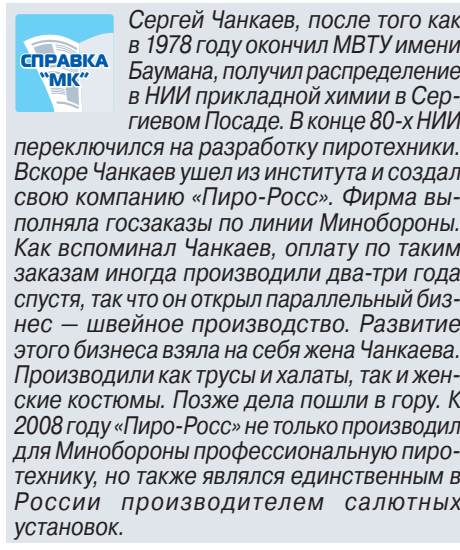 СПРАВКА
“МК”
Сергей Чанкаев, после того как
в 1978 году окончил МВТУ имени
Баумана, получил распределение
в НИИ прикладной химии в Сер-
гиевом Посаде. В конце 80-х НИИ
переключился на разработку пиротехники.
Вскоре Чанкаев ушел из института и создал
свою компанию «Пиро-Росс». Фирма вы-
полняла госзаказы по линии Минобороны.
Как вспоминал Чанкаев, оплату по таким
заказам иногда производили два-три года
спустя, так что он открыл параллельный биз-
нес — швейное производство. Развитие
этого бизнеса взяла на себя жена Чанкаева.
Производили как трусы и халаты, так и жен-
ские костюмы. Позже дела пошли в гору. К
2008 году «Пиро-Росс» не только производил
для Минобороны профессиональную пиро-
технику, но также являлся единственным в
России производителем салютных
установок.